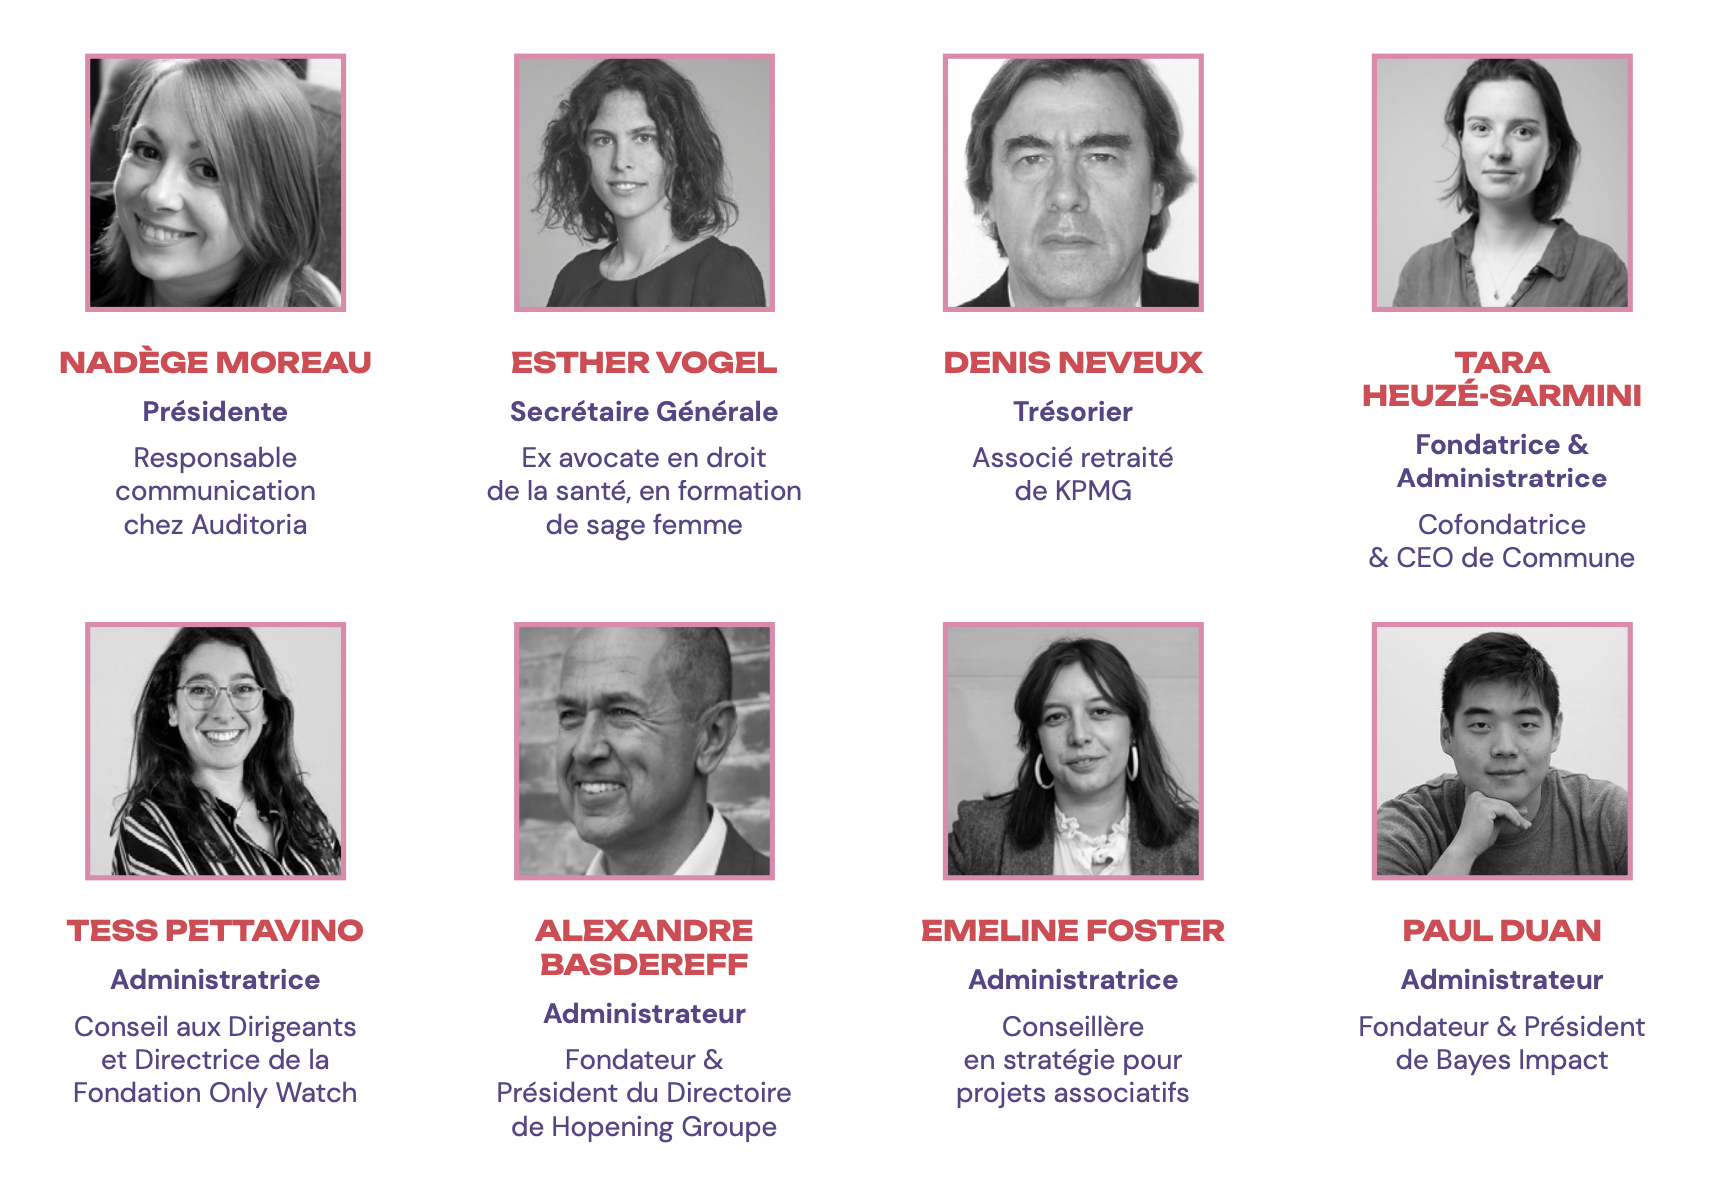 NADÈGE MOREAU
Présidente
Responsable
communication
chez Auditoria
ESTHER VOGEL
Secrétaire Générale
Ex avocate en droit
de la santé, en formation
de sage femme
DENIS NEVEUX
Trésorier
Associé retraité
de KPMG
TARA
HEUZÉ-SARMINI
Fondatrice &
Administratrice
Cofondatrice
& CEO de Commune
TESS PETTAVINO
Administratrice
Conseil aux Dirigeants
et Directrice de la
Fondation Only Watch
ALEXANDRE
BASDEREFF
Administrateur
Fondateur &
Président du Directoire
de Hopening Groupe
EMELINE FOSTER
Administratrice
Conseillère
en stratégie pour
projets associatifs
PAUL DUAN
Administrateur
Fondateur & Président
de Bayes Impact